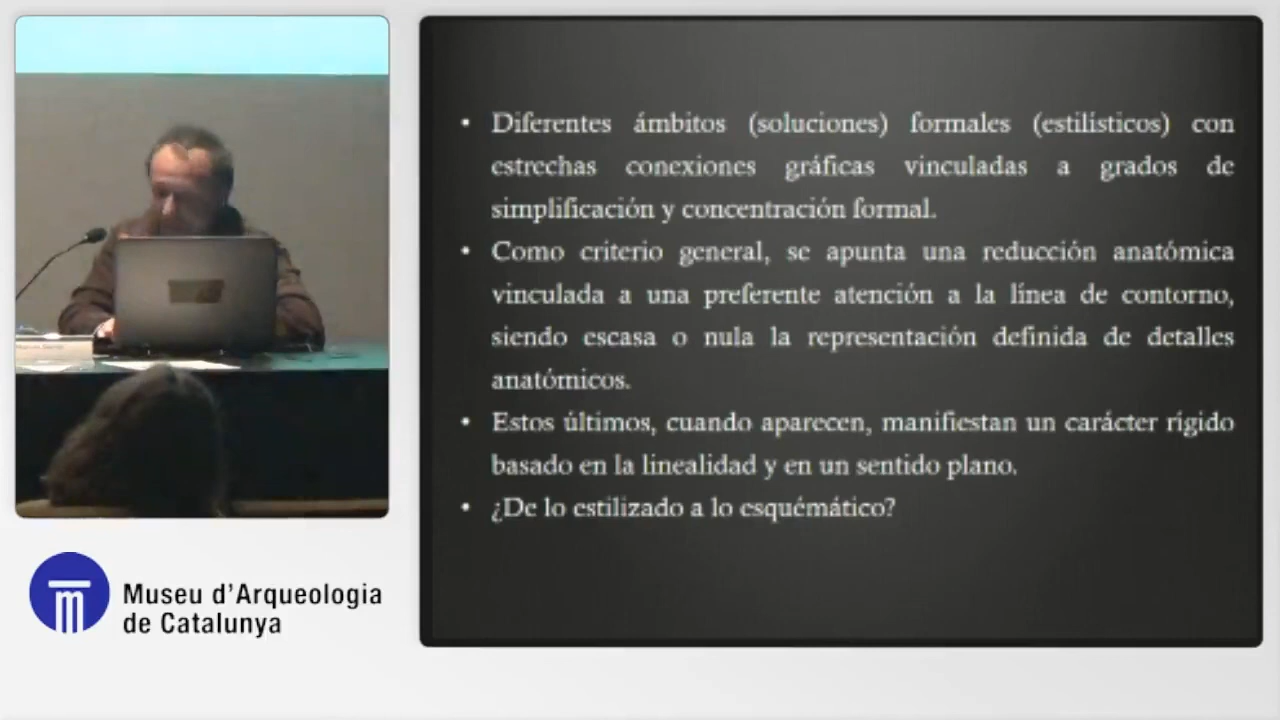 • Diferentes ámbitos (soluciones) formales (estilísticos) con
estrechas conexiones gráficas vinculadas a grados de
simplificación y concentración formal.
• Como criterio general, se apunta una reducción anatómica
vinculada a una preferente atención a la línea de contorno,
siendo escasa o nula la representación definida de detalles
anatómicos.
• Estos últimos, cuando aparecen, manifiestan un carácter rígido
basado en la linealidad y en un sentido plano.
• ¿De lo estilizado a lo esquémático?
Museu d'Arqueologia
de Catalunya